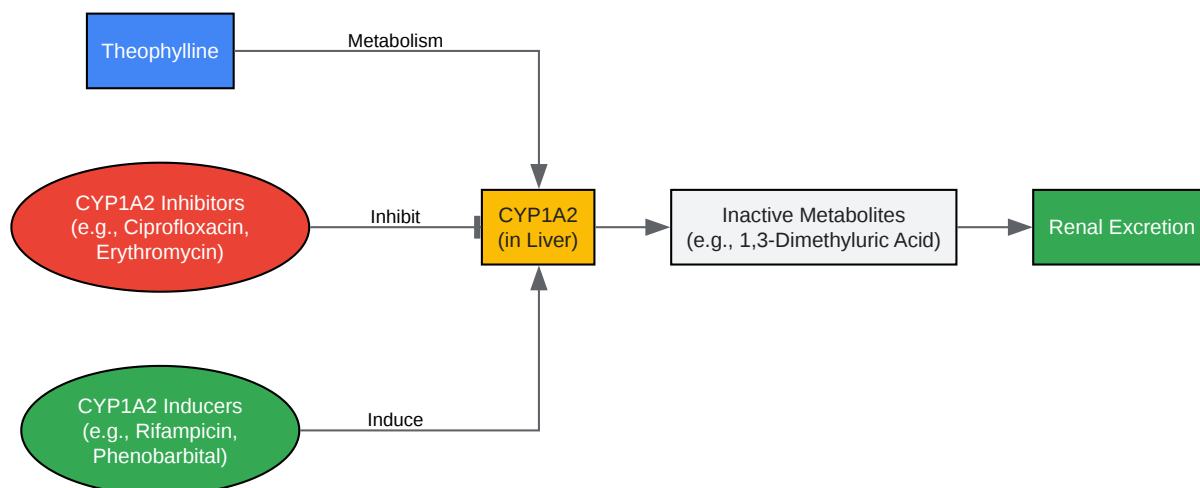 Theophylline
Metabolism
CYP1A2 Inhibitors
(e.g., Ciprofloxacin,
Erythromycin)
Inhibit
CYP1A2
(in Liver)
Inactive Metabolites
(e.g., 1,3-Dimethyluric Acid)
Renal Excretion
CYP1A2 Inducers
(e.g., Rifampicin,
Phenobarbital)
Induce